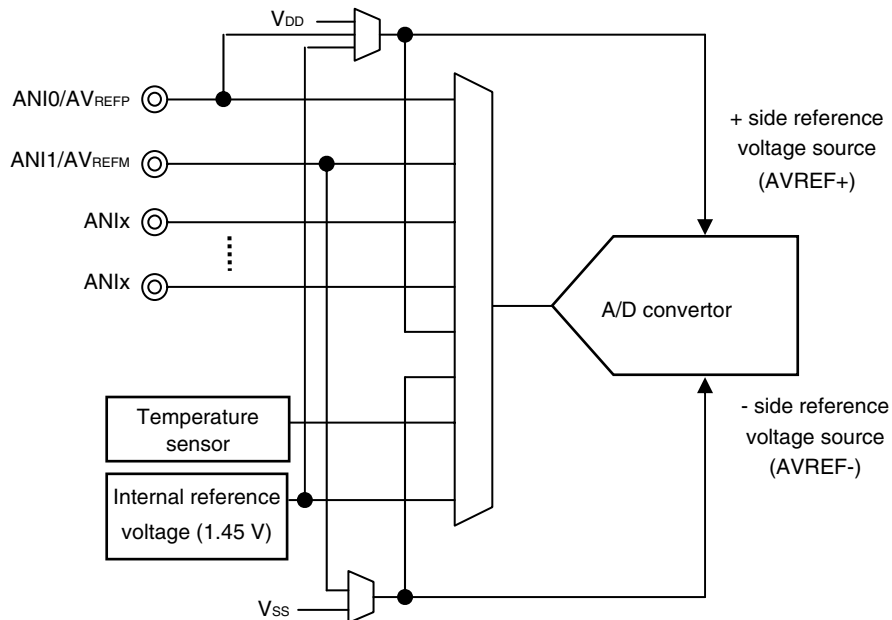 VDD
ANI0/AVREFP
ANI1/AVREFM
ANIx
ANIx
+ side reference
voltage source
(AVREF+)
A/D convertor
- side reference
voltage source
(AVREF-)
Temperature
sensor
Internal reference
voltage (1.45 V)
VSS